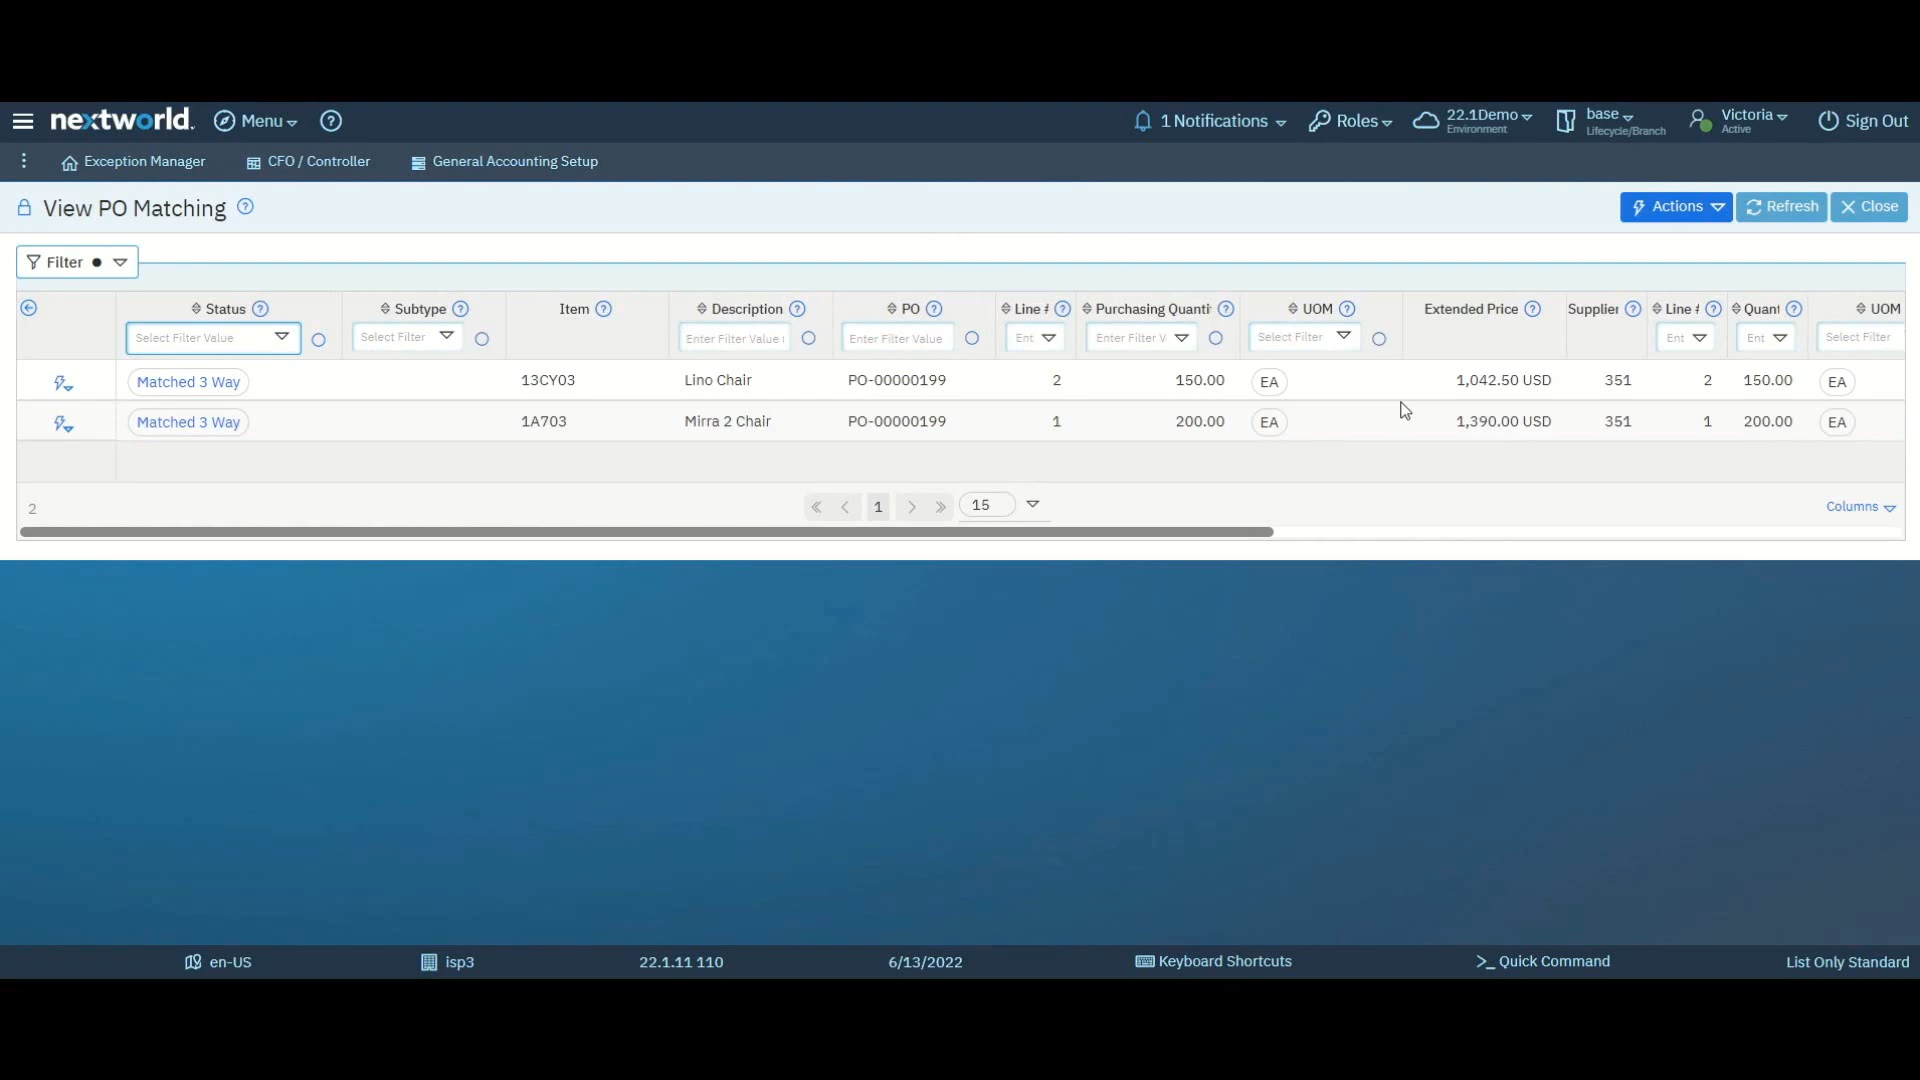 nextworld. Menu 1 Notifications Roles 22.1Demo Environment base Lifecycle/Branch Victoria Active Sign Out
Exception Manager CFO / Controller General Accounting Setup
View PO Matching Actions Refresh Close
Filter
Status Subtype Item Description PO Line # Purchasing Quanti UOM Extended Price Supplier Line # Quant UOM
Select Filter Value Select Filter Enter Filter Value Enter Filter Value Ent Enter Filter V Select Filter Ent Ent Select Filter
Matched 3 Way 13CY03 Lino Chair PO-00000199 2 150.00 EA 1,042.50 USD 351 2 150.00 EA
Matched 3 Way 1A703 Mirra 2 Chair PO-00000199 1 200.00 EA 1,390.00 USD 351 1 200.00 EA
2 « < 1 > » 15 Columns
en-US isp3 22.1.11 110 6/13/2022 Keyboard Shortcuts >_ Quick Command List Only Standard